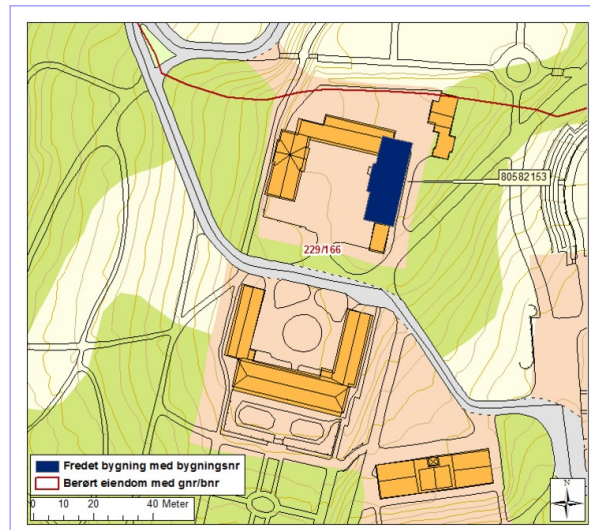 80582153
229/166
Fredet bygning med bygningsnr
Berørt eiendom med gnr/bnr
0 10 20 40 Meter
N